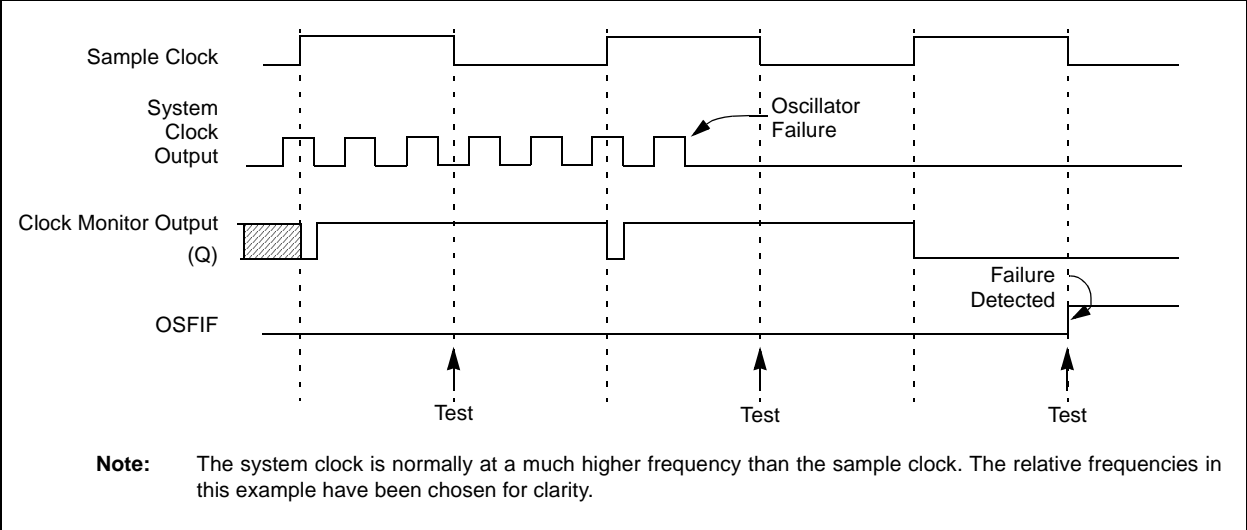 Sample Clock
System
Clock
Output
Oscillator
Failure
Clock Monitor Output
(Q)
Failure
Detected
OSFIF
Test
Test
Test
Note: The system clock is normally at a much higher frequency than the sample clock. The relative frequencies in
this example have been chosen for clarity.